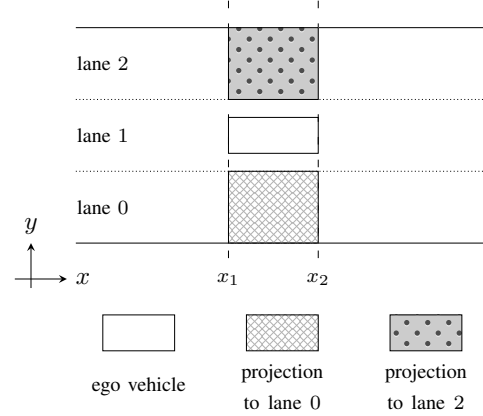 lane 2
lane 1
lane 0
y
x
x₁ x₂
ego vehicle
projection
to lane 0
projection
to lane 2